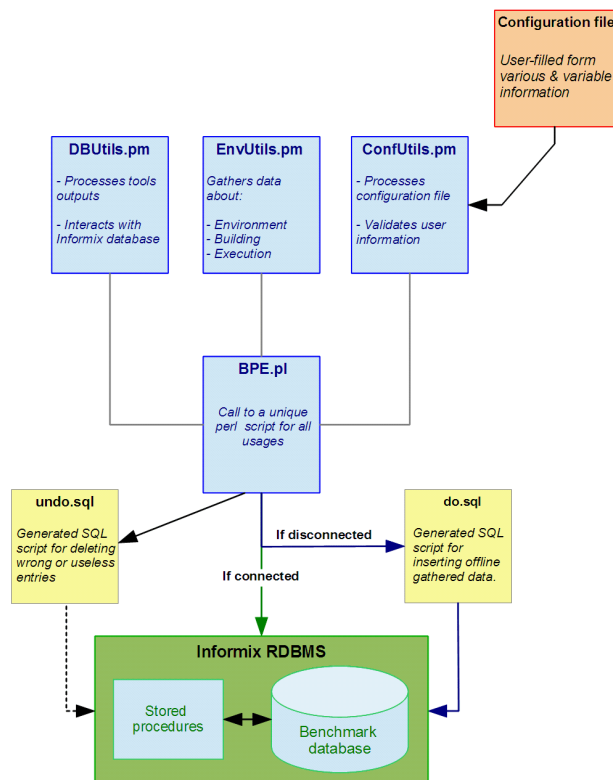 Configuration file
User-filled form
various & variable
information
DBUtils.pm
- Processes tools
outputs
- Interacts with
Informix database
EnvUtils.pm
Gathers data
about:
- Environment
- Building
- Execution
ConfUtils.pm
- Processes
configuration file
- Validates user
information
BPE.pl
Call to a unique
perl script for all
usages
undo.sql
Generated SQL
script for deleting
wrong or useless
entries
If disconnected
If connected
do.sql
Generated SQL
script for
inserting offline
gathered data.
Informix RDBMS
Stored
procedures
Benchmark
database